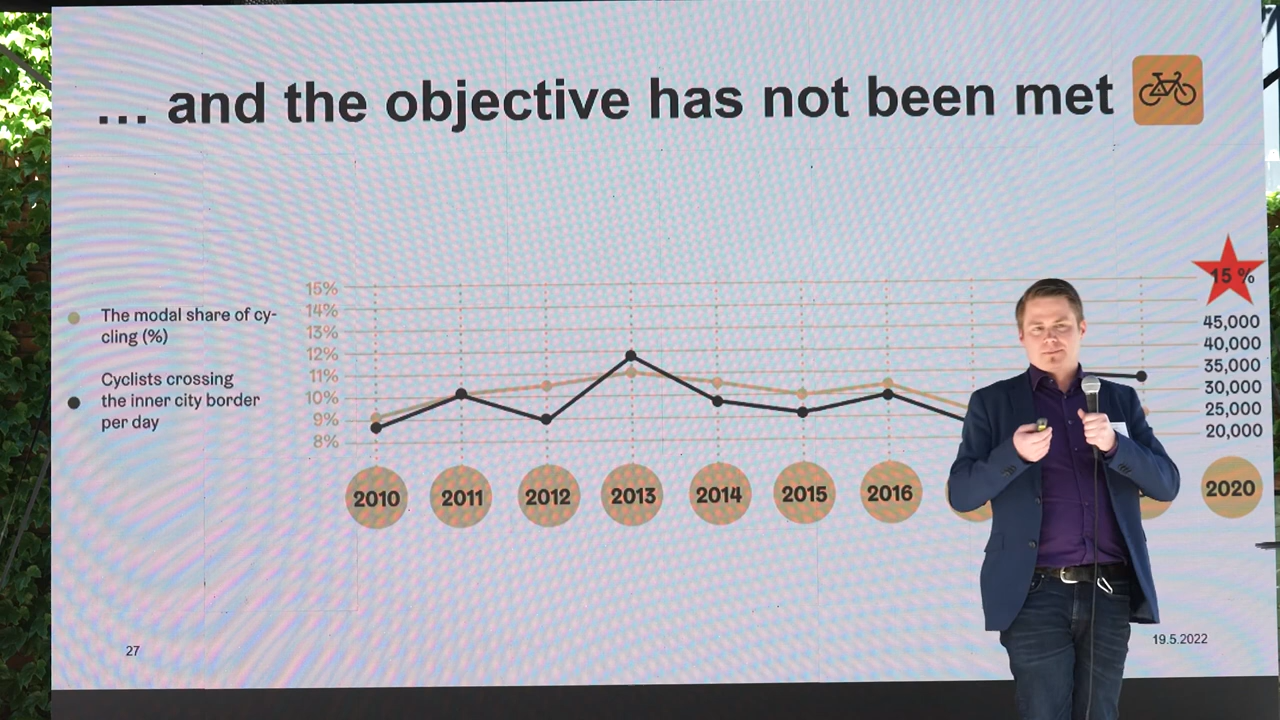 ... and the objective has not been met
The modal share of cy-
cling (%)
Cyclists crossing
the inner city border
per day
15%
14%
13%
12%
11%
10%
9%
8%
15 %
45,000
40,000
35,000
30,000
25,000
20,000
2010 2011 2012 2013 2014 2015 2016 2020
27
19.5.2022